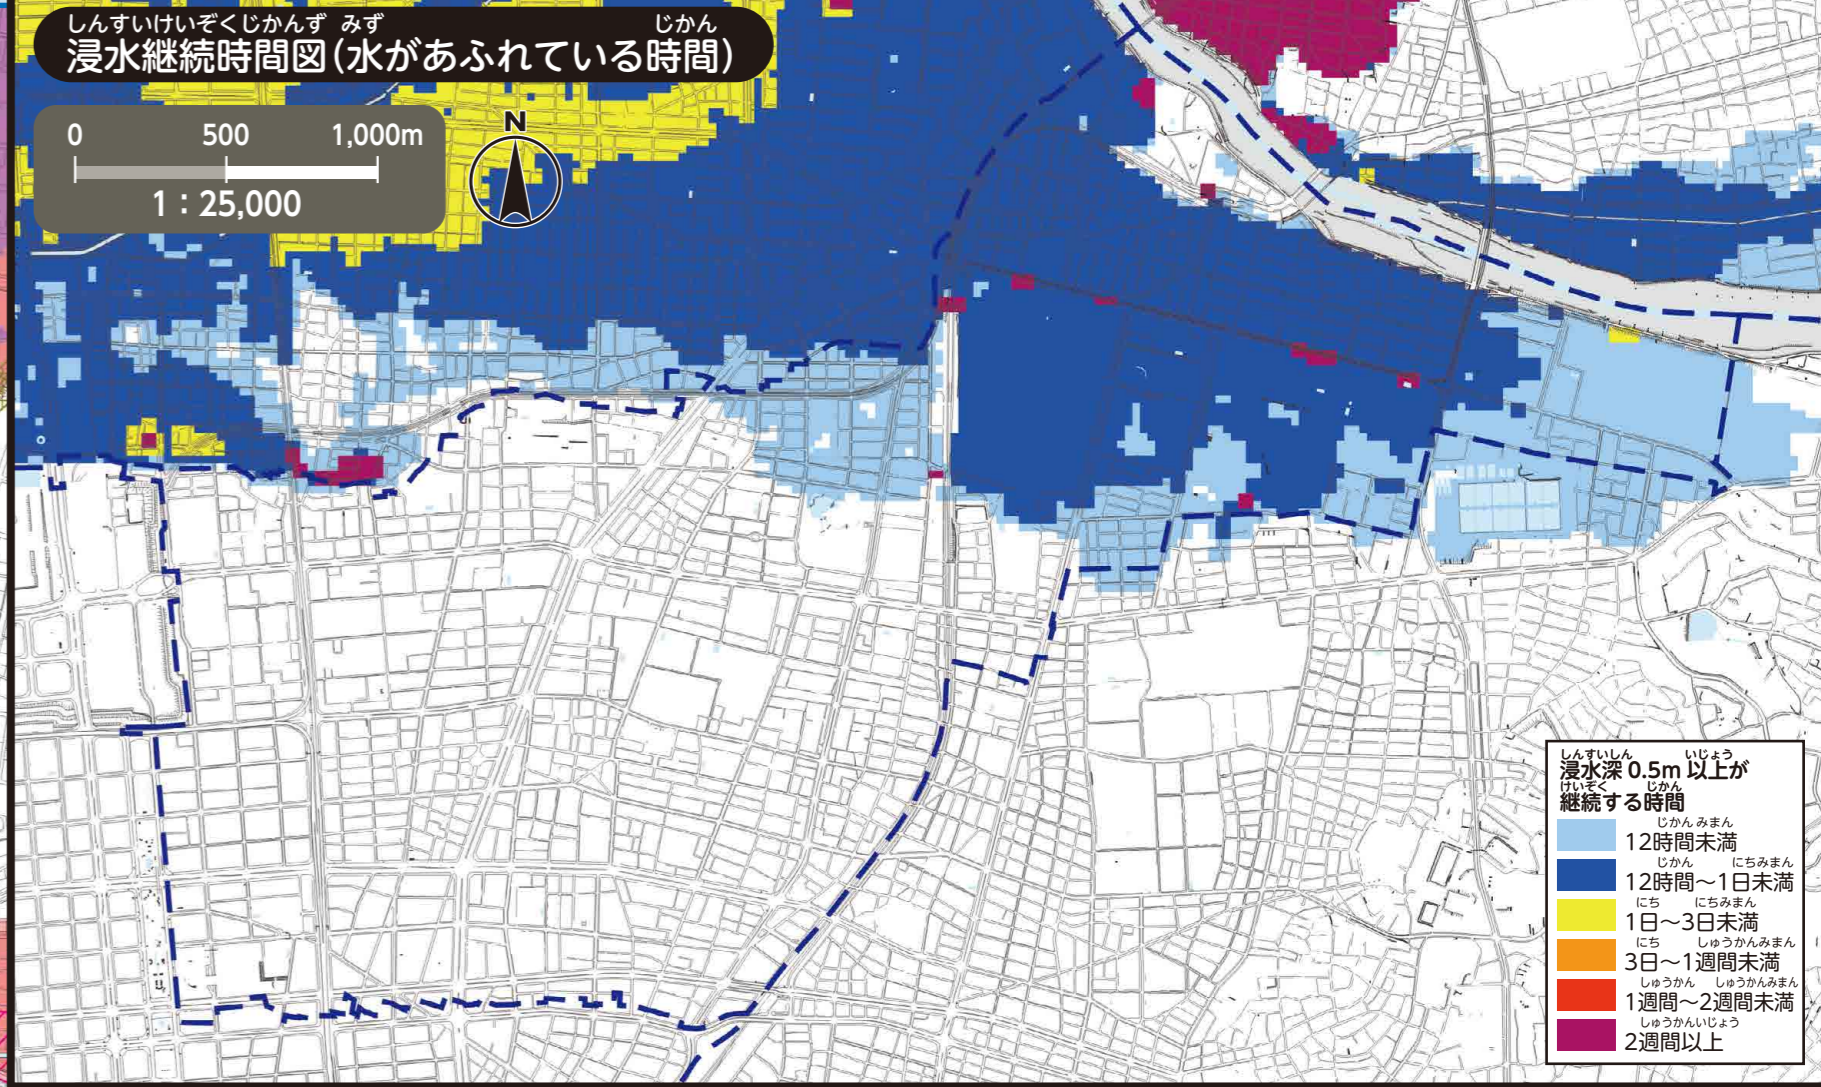 しんすいけいぞくじかんず みず じかん
浸水継続時間図(水があふれている時間)
0 500 1,000m
1：25,000
N
しんすいしん いじょう
浸水深 0.5m 以上が
けいぞく じかん
継続する時間
じかん みまん
12時間未満
じかん にちみまん
12時間～1日未満
にち にちみまん
1日～3日未満
にち しゅうかんみまん
3日～1週間未満
しゅうかん しゅうかんみまん
1週間～2週間未満
しゅうかんいじょう
2週間以上